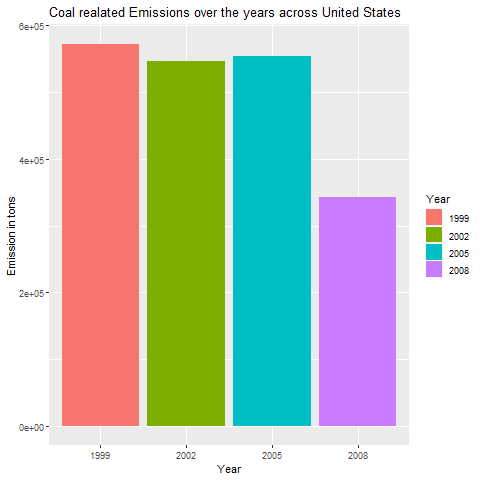 Coal realated Emissions over the years across United States
6e+05
4e+05
2e+05
0e+00
Emission in tons
1999
2002
2005
2008
Year
Year
1999
2002
2005
2008